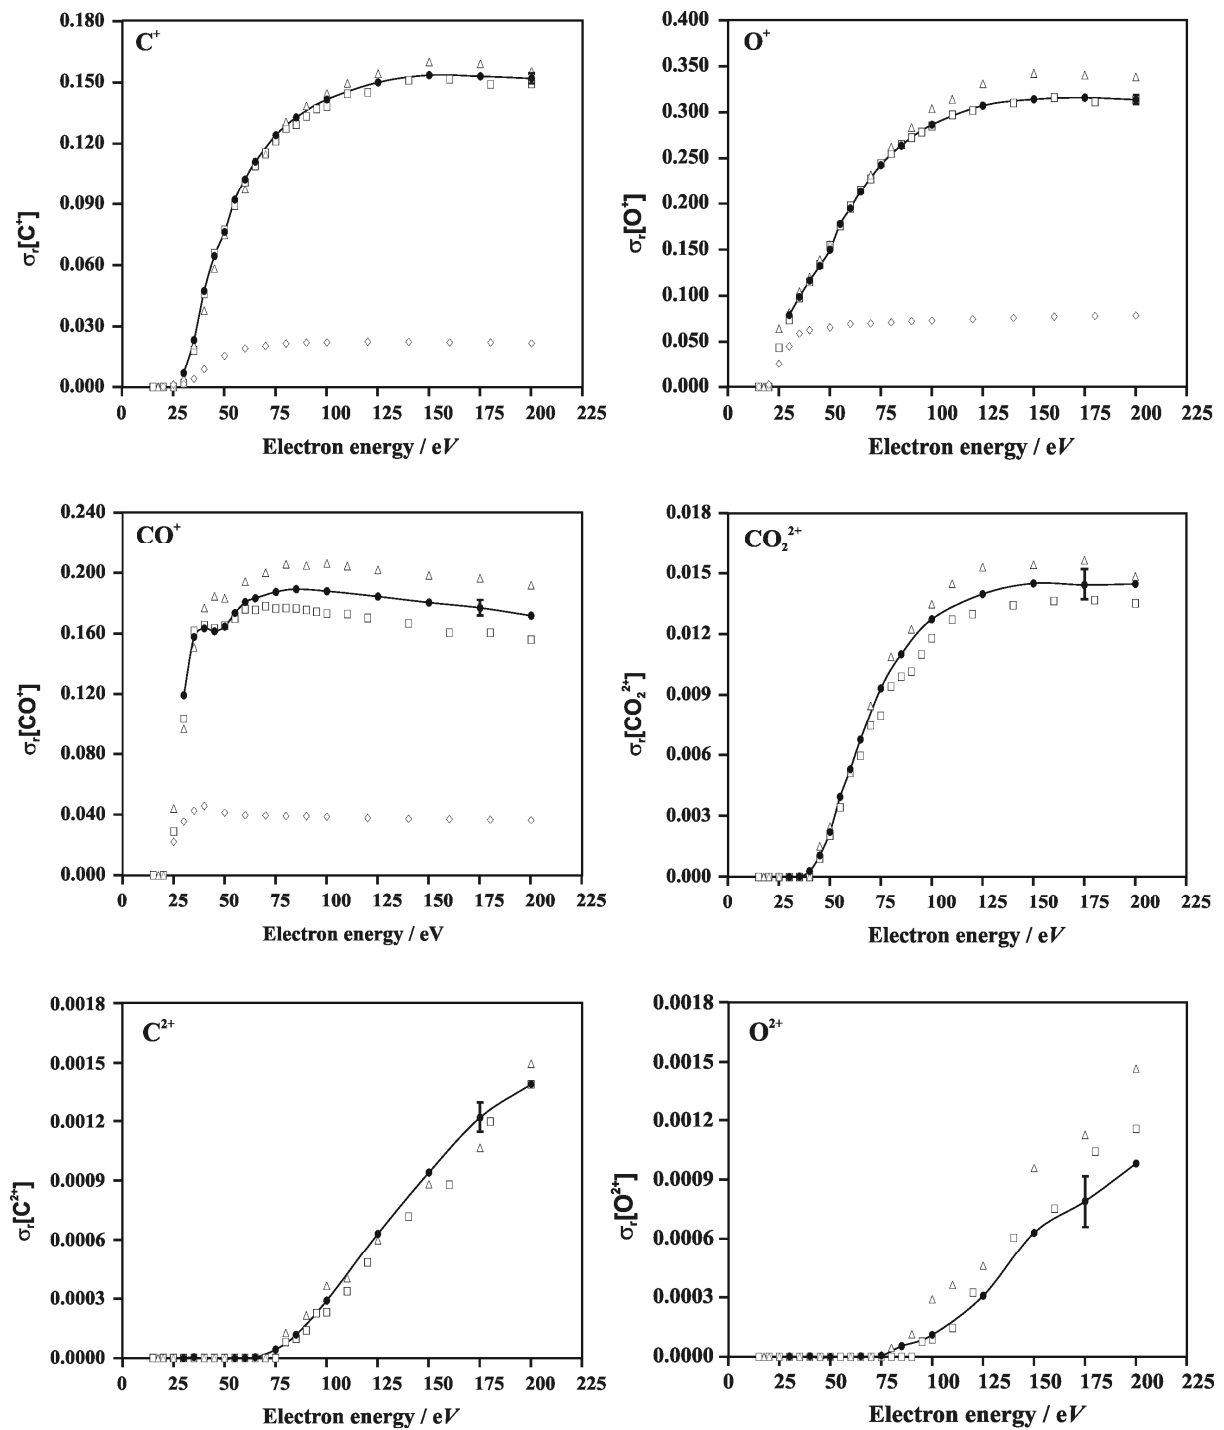 C⁺
0.180
0.150
0.120
0.090
0.060
0.030
0.000
σr[C⁺]
0 25 50 75 100 125 150 175 200 225
Electron energy / eV
O⁺
0.400
0.350
0.300
0.250
0.200
0.150
0.100
0.050
0.000
σr[O⁺]
0 25 50 75 100 125 150 175 200 225
Electron energy / eV
CO⁺
0.240
0.200
0.160
0.120
0.080
0.040
0.000
σr[CO⁺]
0 25 50 75 100 125 150 175 200 225
Electron energy / eV
CO₂²⁺
0.018
0.015
0.012
0.009
0.006
0.003
0.000
σr[CO₂²⁺]
0 25 50 75 100 125 150 175 200 225
Electron energy / eV
C²⁺
0.0018
0.0015
0.0012
0.0009
0.0006
0.0003
0.0000
σr[C²⁺]
0 25 50 75 100 125 150 175 200 225
Electron energy / eV
O²⁺
0.0018
0.0015
0.0012
0.0009
0.0006
0.0003
0.0000
σr[O²⁺]
0 25 50 75 100 125 150 175 200 225
Electron energy / eV